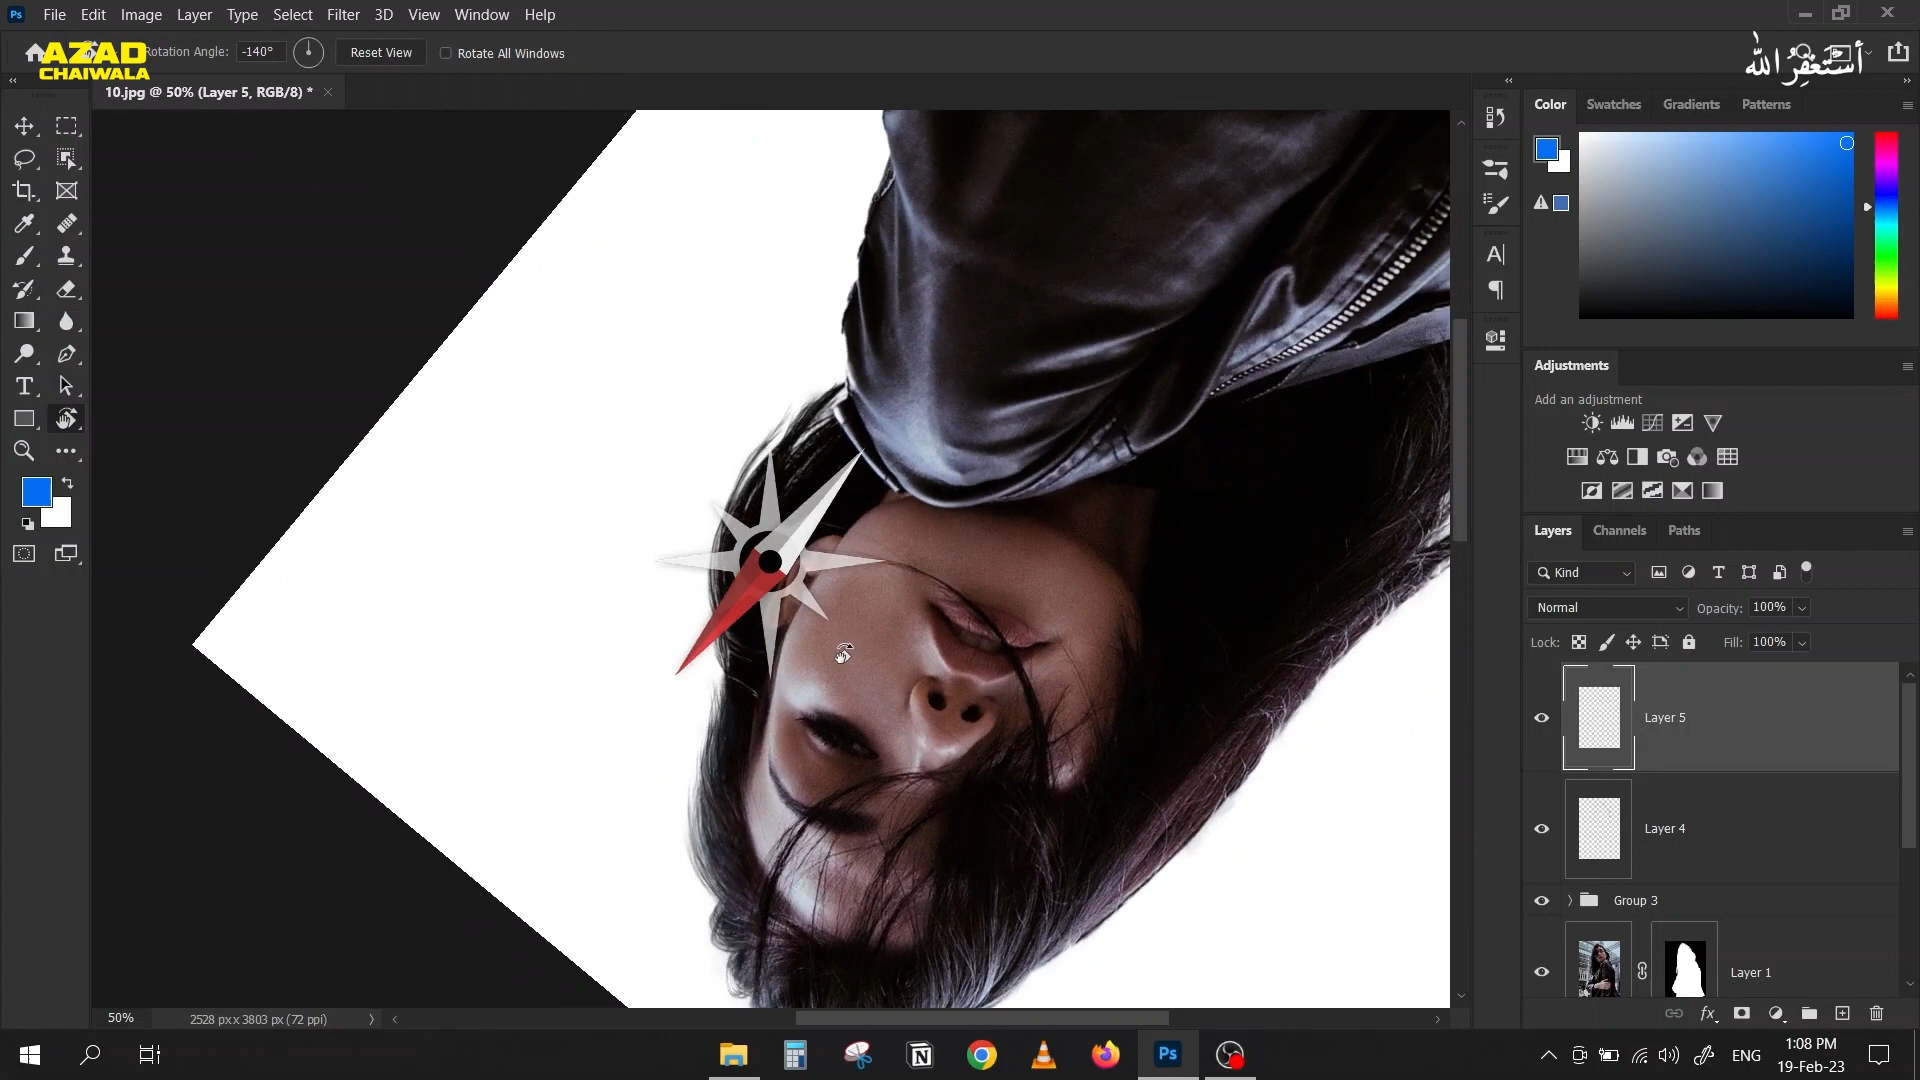 File Edit Image Layer Type Select Filter 3D View Window Help
AZAD
CHAIWALA
Rotation Angle: -140° Reset View Rotate All Windows
أستغفر الله
10.jpg @ 50% (Layer 5, RGB/8) *
Color Swatches Gradients Patterns
Adjustments
Add an adjustment
Layers Channels Paths
Kind
Normal Opacity: 100%
Lock: Fill: 100%
Layer 5
Layer 4
Group 3
Layer 1
50% 2528 px x 3803 px (72 ppi)
ENG
1:08 PM
19-Feb-23